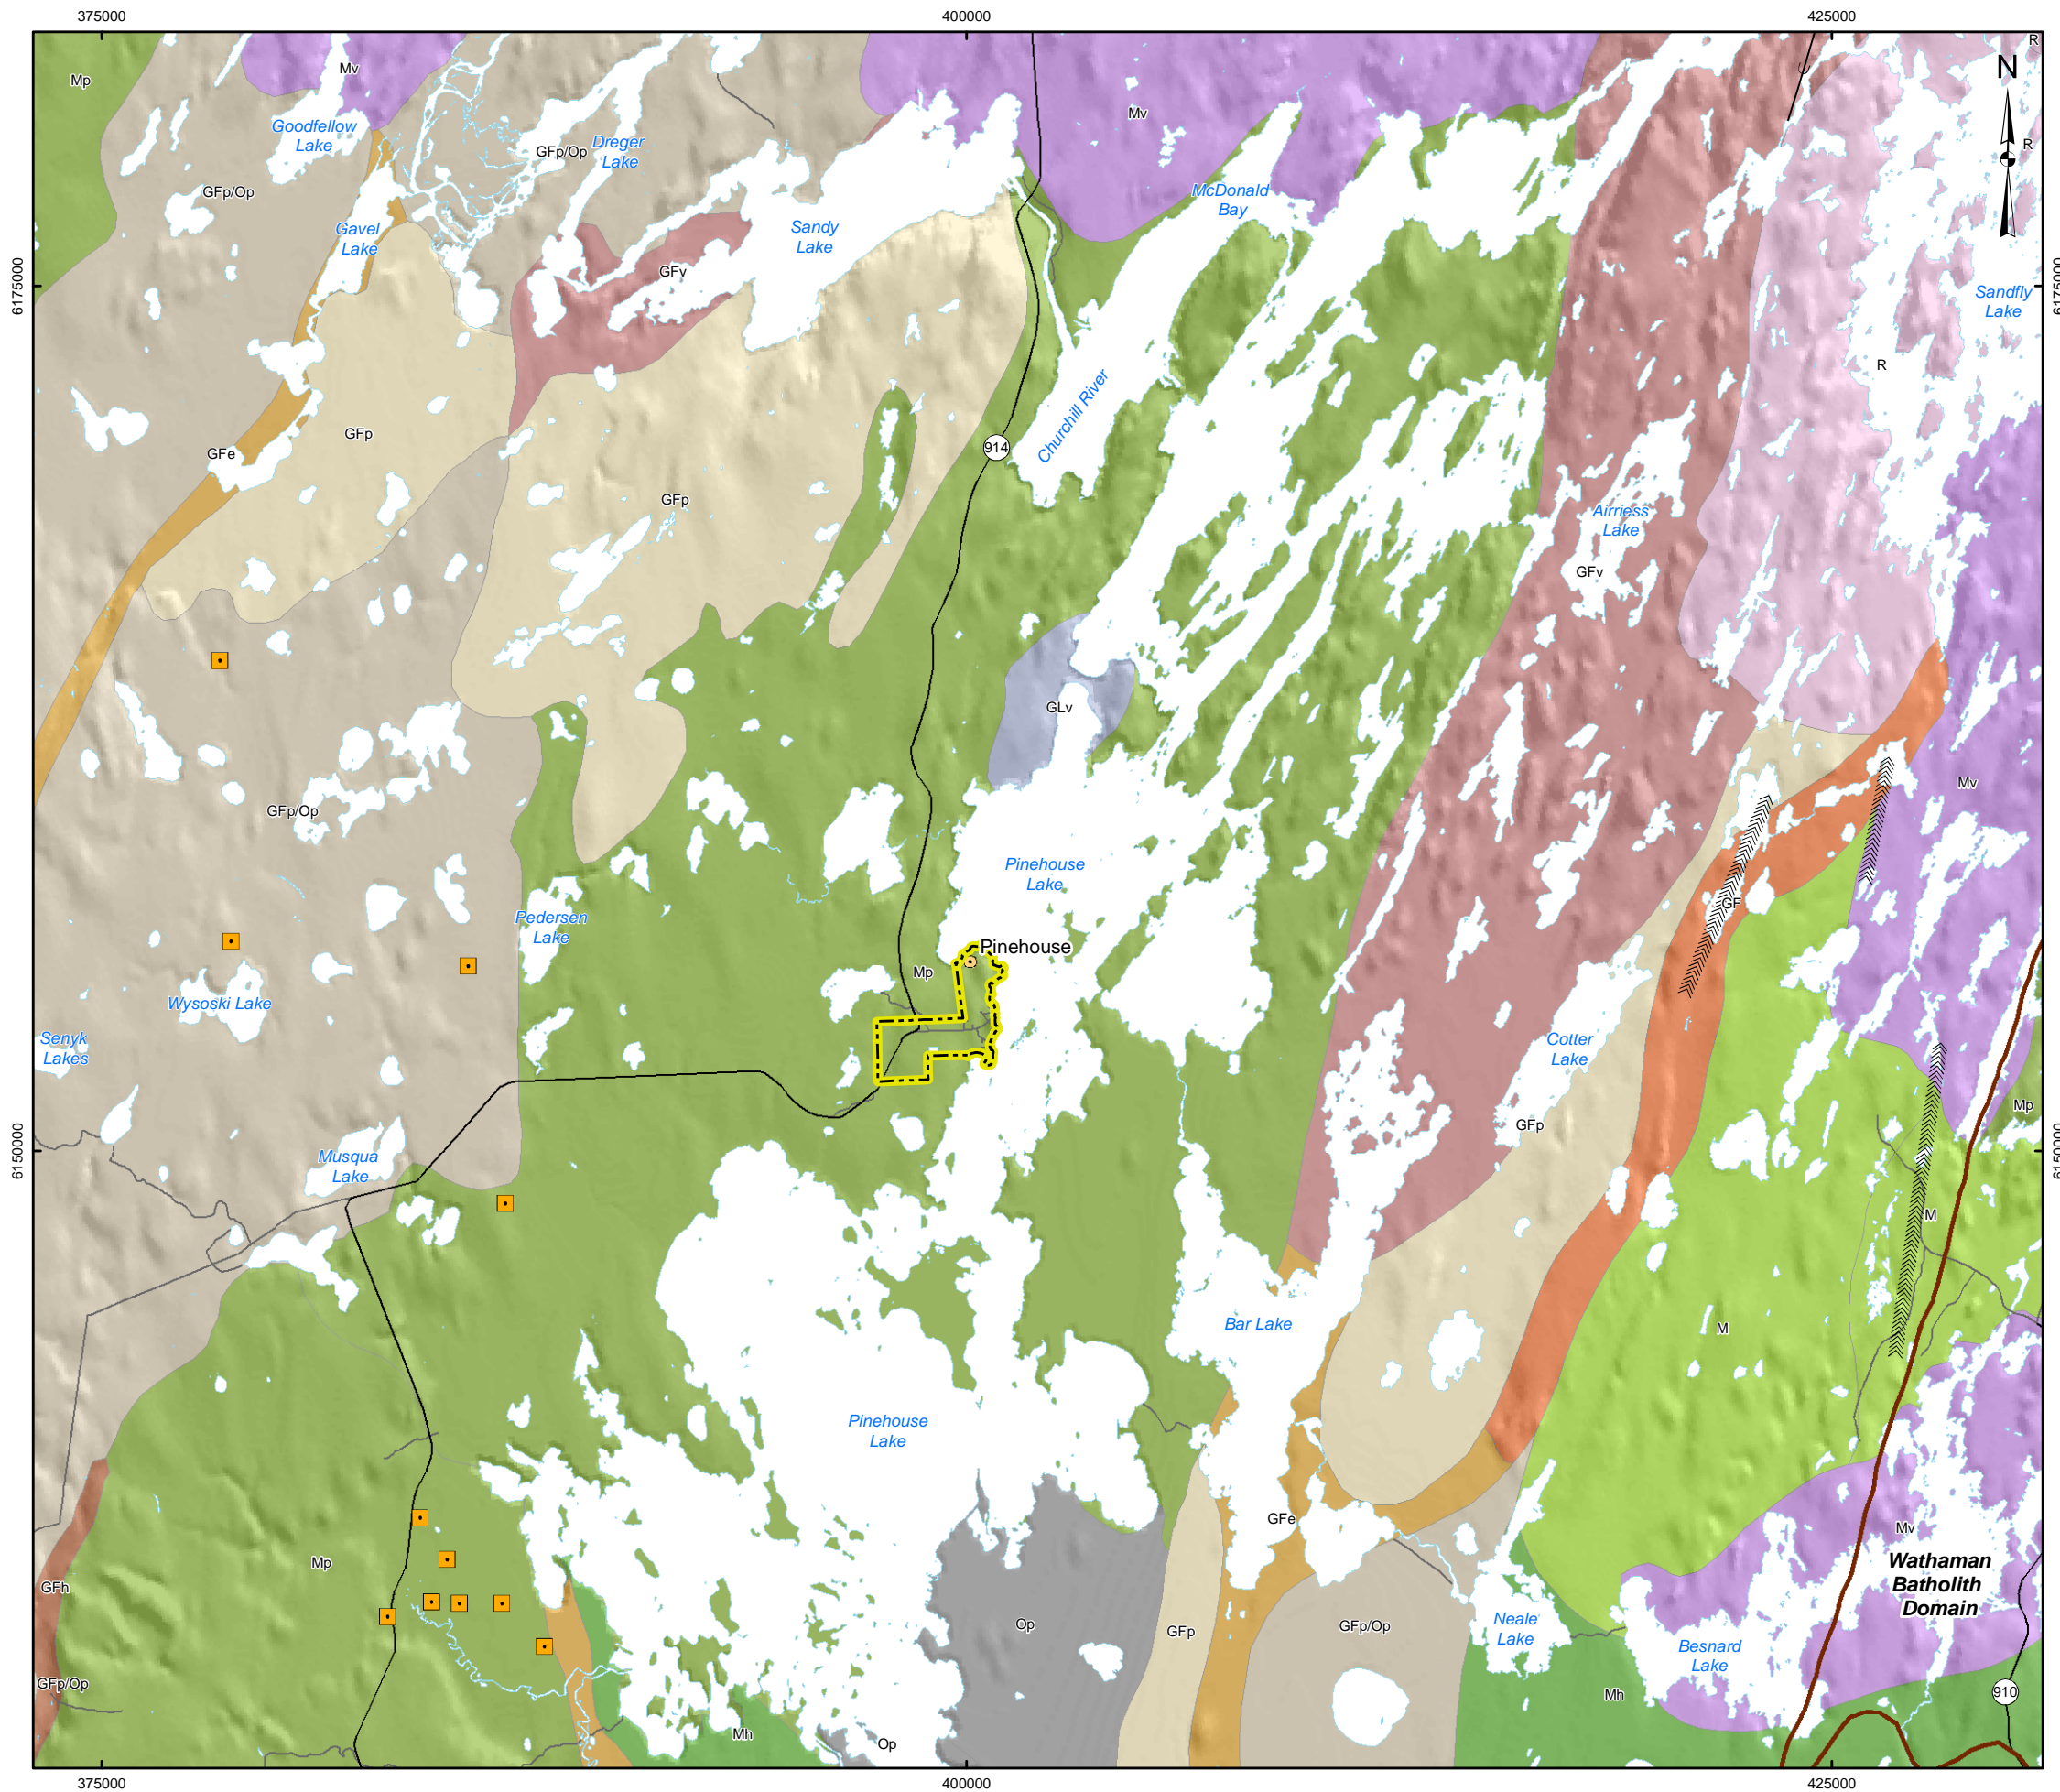 375000
400000
425000
R
N
Mv
Mp
Mv
Goodfellow
Lake
Dreger
Lake
GFp/Op
R
GFp/Op
McDonald
Bay
Gavel
Lake
Sandy
Lake
GFv
6175000
6175000
Sandfly
Lake
R
Churchill River
GFp
914
GFe
GFp
Airriess
Lake
GFv
GLv
Mv
GFp/Op
Pinehouse
Lake
GF
Pedersen
Lake
Pinehouse
Mp
Wysoski Lake
Senyk
Lakes
Cotter
Lake
Mp
GFp
6150000
6150000
Musqua
Lake
M
Bar Lake
M
Pinehouse
Lake
GFe
Mv
Mp
Wathaman
Batholith
Domain
GFh
Op
GFp
GFp/Op
Neale
Lake
Besnard
Lake
GFp/Op
Mh
910
Mh
Op
375000
400000
425000